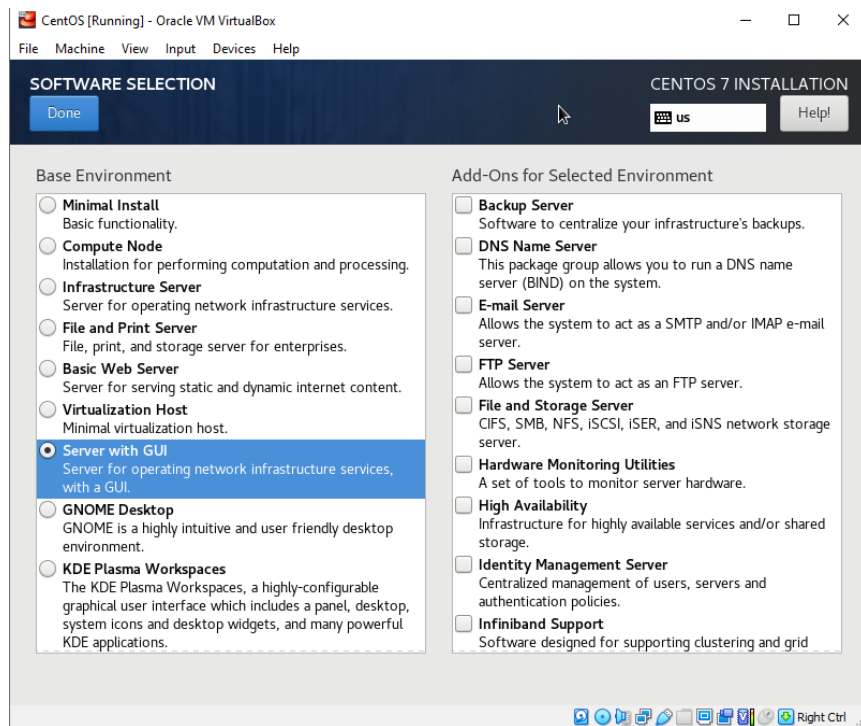 CentOS [Running] - Oracle VM VirtualBox
File Machine View Input Devices Help
SOFTWARE SELECTION
Done
CENTOS 7 INSTALLATION
us
Help!
Base Environment
Minimal Install
Basic functionality.
Compute Node
Installation for performing computation and processing.
Infrastructure Server
Server for operating network infrastructure services.
File and Print Server
File, print, and storage server for enterprises.
Basic Web Server
Server for serving static and dynamic internet content.
Virtualization Host
Minimal virtualization host.
Server with GUI
Server for operating network infrastructure services,
with a GUI.
GNOME Desktop
GNOME is a highly intuitive and user friendly desktop
environment.
KDE Plasma Workspaces
The KDE Plasma Workspaces, a highly-configurable
graphical user interface which includes a panel, desktop,
system icons and desktop widgets, and many powerful
KDE applications.
Add-Ons for Selected Environment
Backup Server
Software to centralize your infrastructure's backups.
DNS Name Server
This package group allows you to run a DNS name
server (BIND) on the system.
E-mail Server
Allows the system to act as a SMTP and/or IMAP e-mail
server.
FTP Server
Allows the system to act as an FTP server.
File and Storage Server
CIFS, SMB, NFS, iSCSI, iSER, and iSNS network storage
server.
Hardware Monitoring Utilities
A set of tools to monitor server hardware.
High Availability
Infrastructure for highly available services and/or shared
storage.
Identity Management Server
Centralized management of users, servers and
authentication policies.
Infiniband Support
Software designed for supporting clustering and grid
Right Ctrl